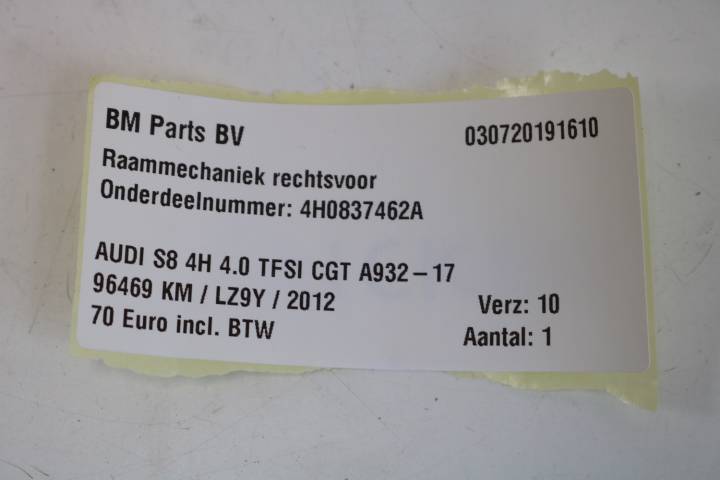 BM Parts BV 030720191610
Raammechaniek rechtsvoor
Onderdeelnummer: 4H0837462A
AUDI S8 4H 4.0 TFSI CGT A932-17
96469 KM / LZ9Y / 2012 Verz: 10
70 Euro incl. BTW Aantal: 1